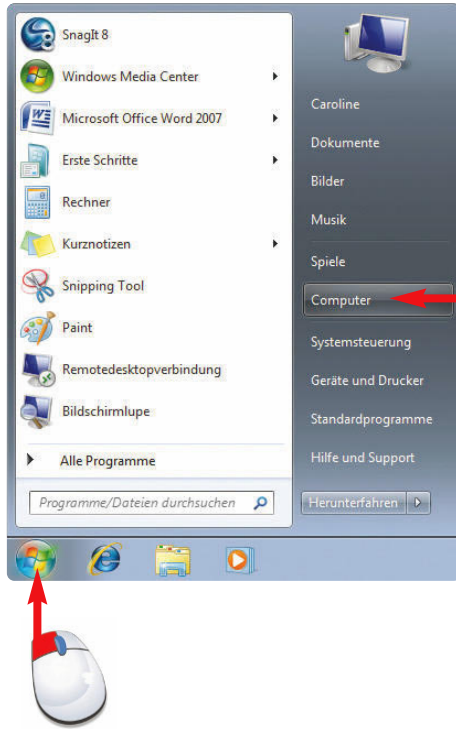 SnagIt 8
Windows Media Center
Microsoft Office Word 2007
Erste Schritte
Rechner
Kurznotizen
Snipping Tool
Paint
Remotedesktopverbindung
Bildschirmlupe
Alle Programme
Programme/Dateien durchsuchen
Caroline
Dokumente
Bilder
Musik
Spiele
Computer
Systemsteuerung
Geräte und Drucker
Standardprogramme
Hilfe und Support
Herunterfahren